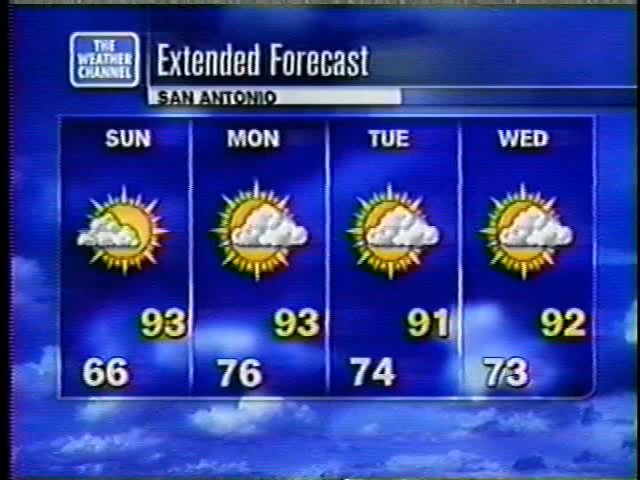 THE
WEATHER
CHANNEL
Extended Forecast
SAN ANTONIO
SUN MON TUE WED
93 93 91 92
66 76 74 73